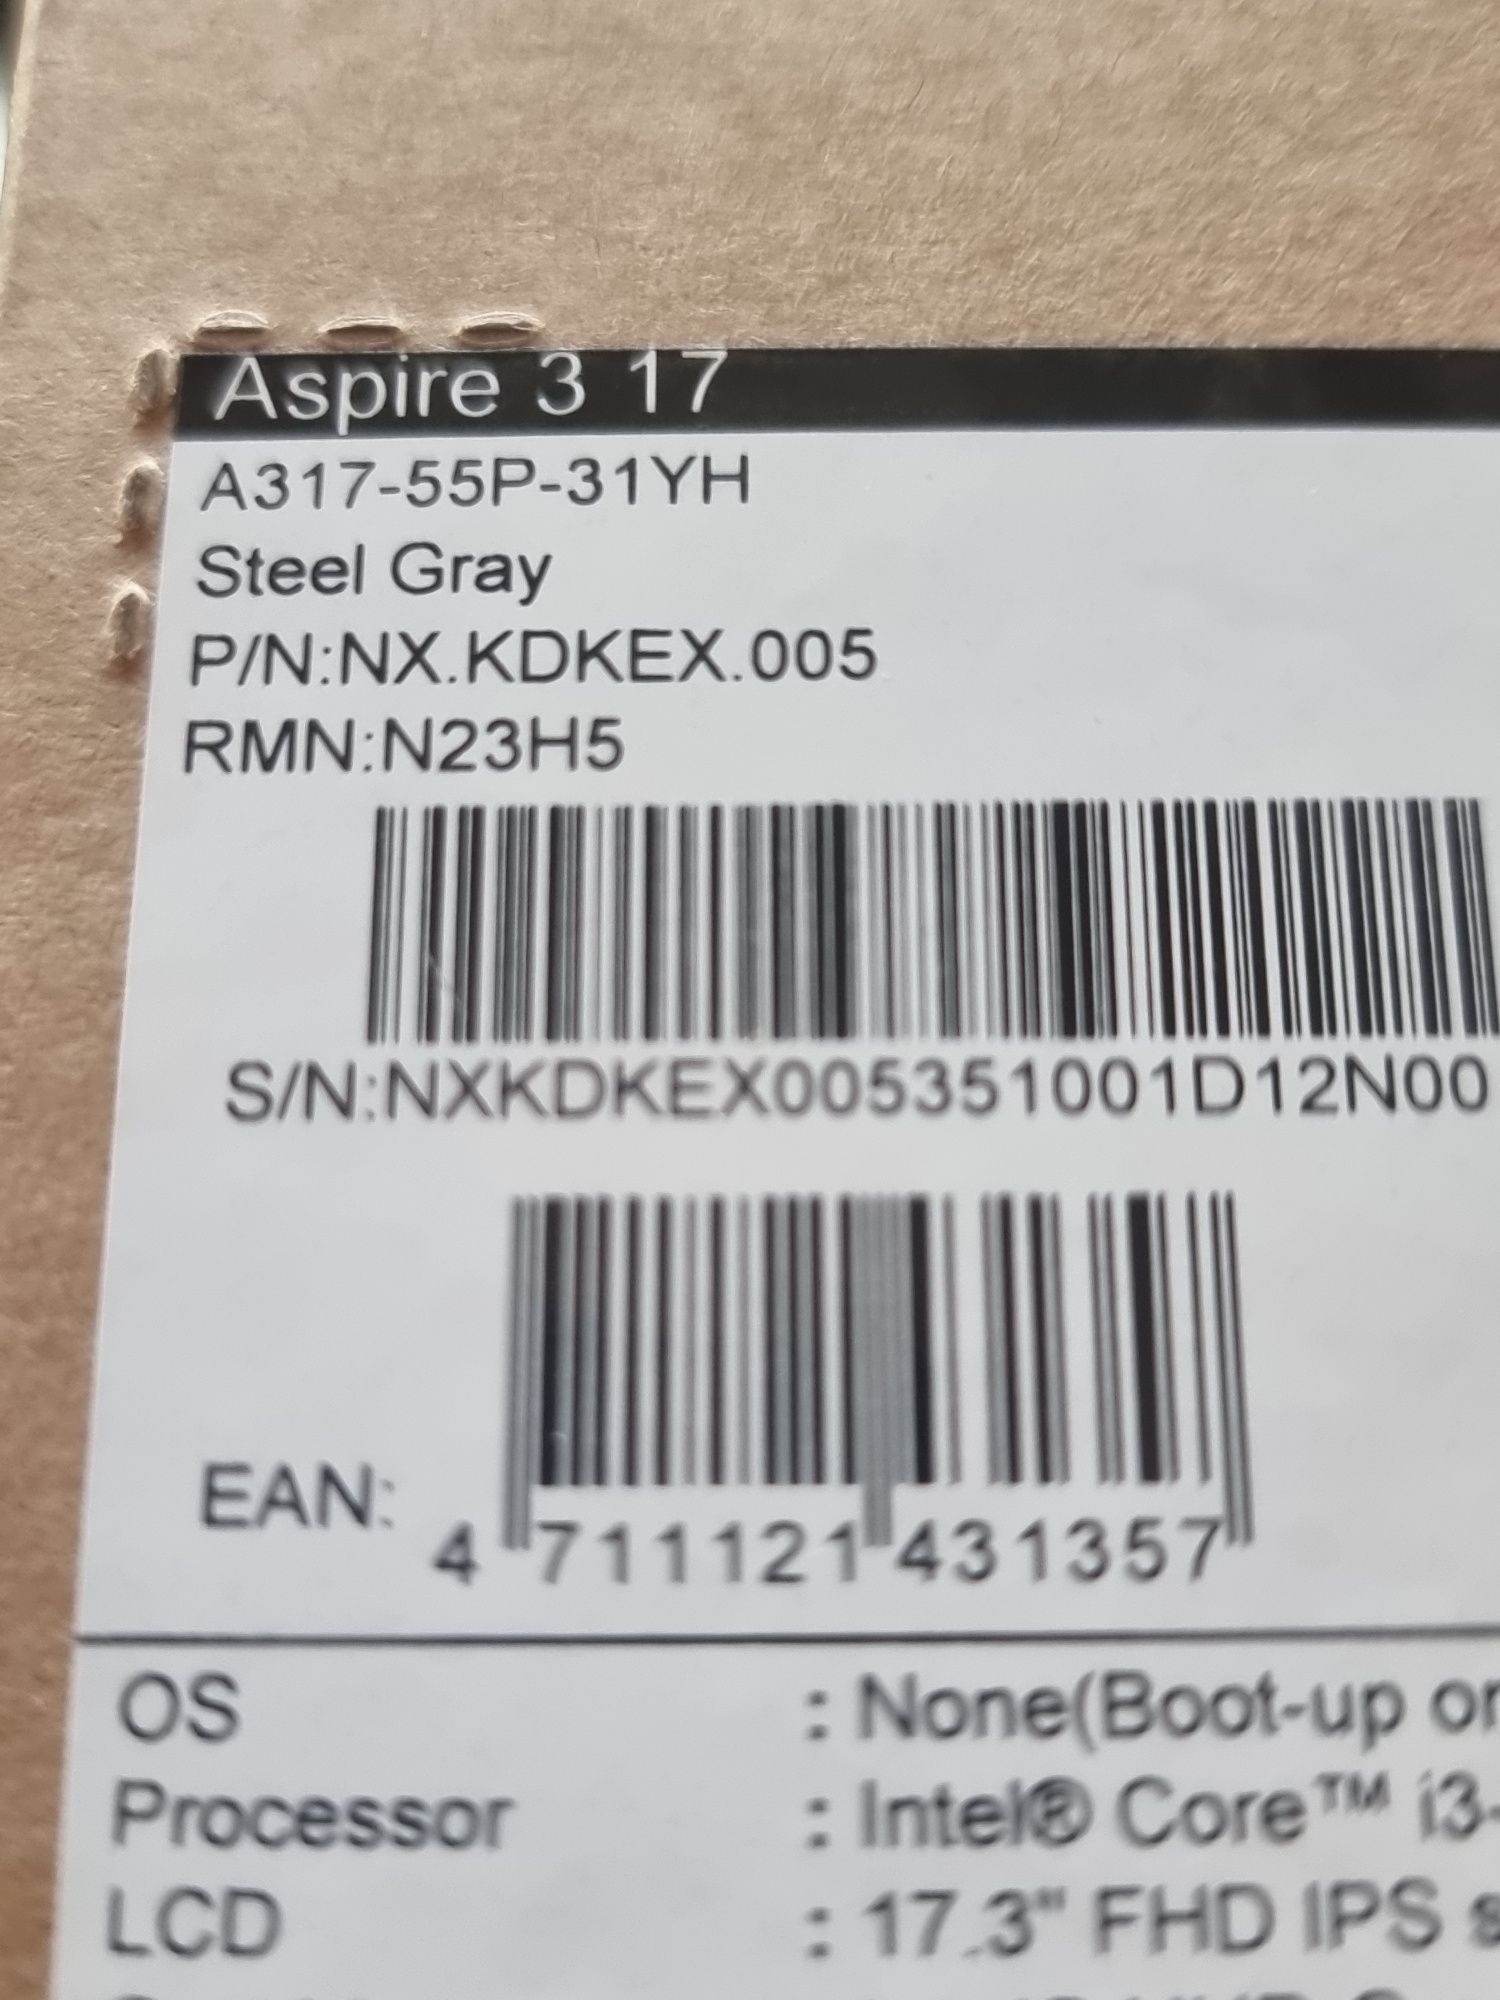 Aspire 3 17
A317-55P-31YH
Steel Gray
P/N:NX.KDKEX.005
RMN:N23H5
S/N:NXKDKEX005351001D12N00
EAN:
4 711121 431357
OS : None(Boot-up
Processor : Intel® Core™ i3-
LCD : 17.3" FHD IPS